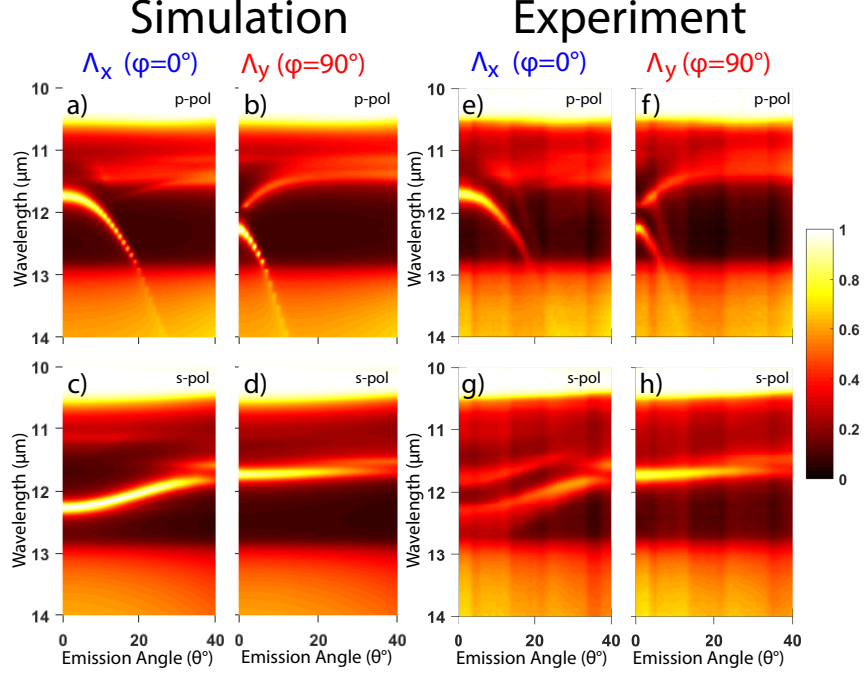 Simulation Experiment
Λx (φ=0°) Λy (φ=90°) Λx (φ=0°) Λy (φ=90°)
a) p-pol b) p-pol e) p-pol f) p-pol
10 11 12 13 14
Wavelength (μm)
10 11 12 13 14
Wavelength (μm)
c) s-pol d) s-pol g) s-pol h) s-pol
10 11 12 13 14
Wavelength (μm)
10 11 12 13 14
Wavelength (μm)
0 20 40 0 20 40 0 20 40 0 20 40
Emission Angle (θ°) Emission Angle (θ°) Emission Angle (θ°) Emission Angle (θ°)
1
0.8
0.6
0.4
0.2
0